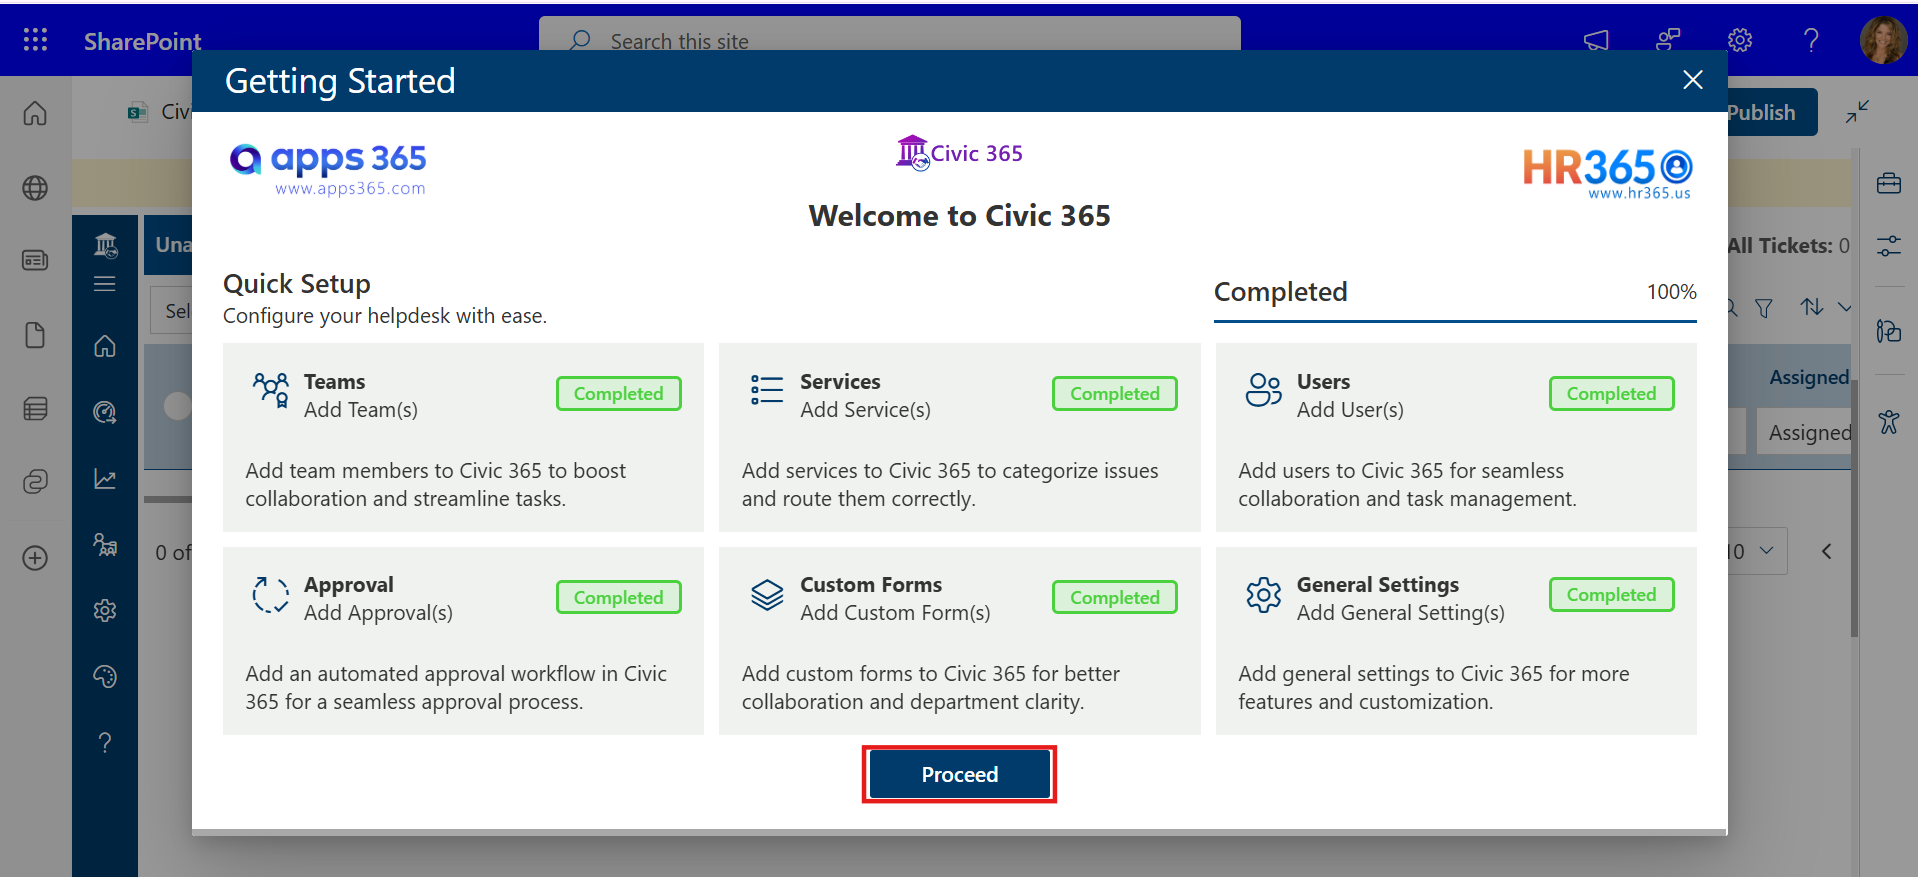 SharePoint
Search this site
Getting Started
Civi
Publish
apps 365
www.apps365.com
Civic 365
HR365
www.hr365.us
Welcome to Civic 365
Una
All Tickets: 0
Quick Setup
Configure your helpdesk with ease.
Completed
100%
Sel
Teams
Add Team(s)
Completed
Add team members to Civic 365 to boost
collaboration and streamline tasks.
Services
Add Service(s)
Completed
Add services to Civic 365 to categorize issues
and route them correctly.
Users
Add User(s)
Completed
Add users to Civic 365 for seamless
collaboration and task management.
Assigned
Assigned
0 of
10
Approval
Add Approval(s)
Completed
Add an automated approval workflow in Civic
365 for a seamless approval process.
Custom Forms
Add Custom Form(s)
Completed
Add custom forms to Civic 365 for better
collaboration and department clarity.
General Settings
Add General Setting(s)
Completed
Add general settings to Civic 365 for more
features and customization.
Proceed